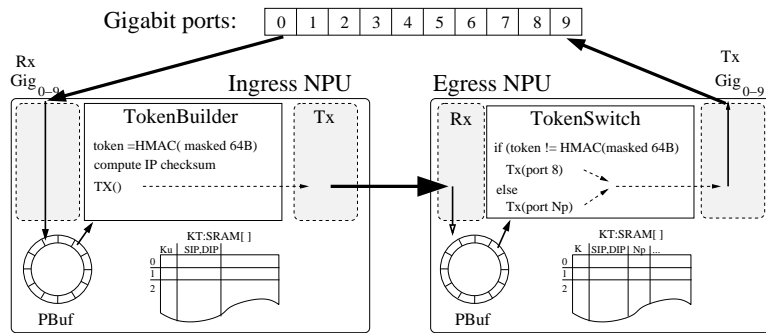 Gigabit ports: 0 1 2 3 4 5 6 7 8 9
Rx
Gig0–9
Ingress NPU
TokenBuilder
token =HMAC( masked 64B)
compute IP checksum
TX()
Tx
PBuf
KT:SRAM[ ]
Ku SIP,DIP
0
1
2
Egress NPU
Tx
Gig0–9
Rx
TokenSwitch
if (token != HMAC(masked 64B)
Tx(port 8)
else
Tx(port Np)
PBuf
KT:SRAM[ ]
K SIP,DIP Np ...
0
1
2